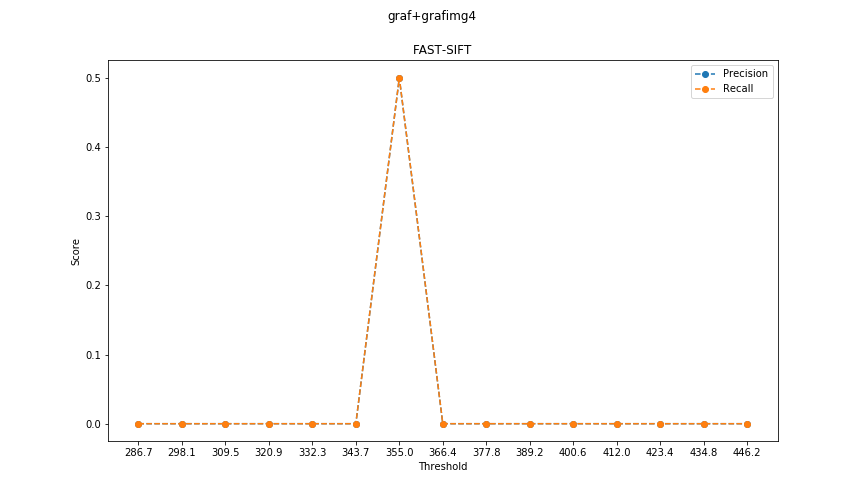 graf+grafimg4
FAST-SIFT
Precision
Recall
0.5
0.4
0.3
0.2
0.1
0.0
Score
286.7 298.1 309.5 320.9 332.3 343.7 355.0 366.4 377.8 389.2 400.6 412.0 423.4 434.8 446.2
Threshold